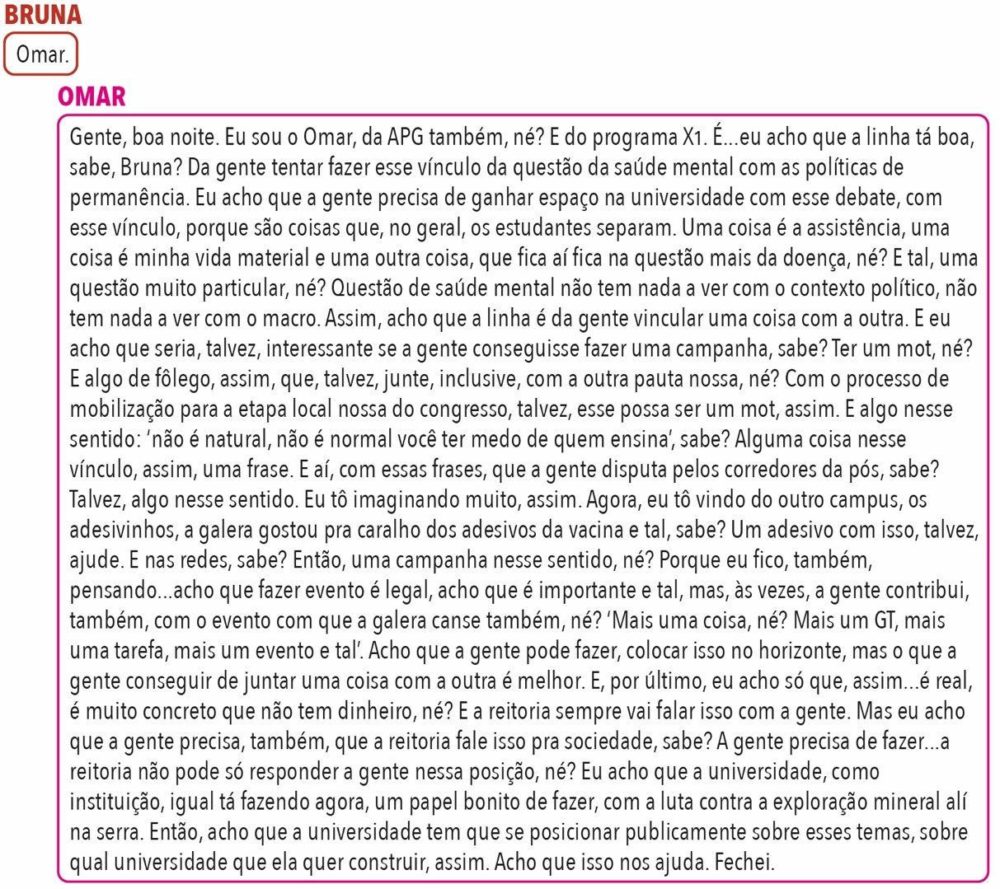 BRUNA
Omar.
OMAR
Gente, boa noite. Eu sou o Omar, da APG também, né? E do programa X1. É...eu acho que a linha tá boa,
sabe, Bruna? Da gente tentar fazer esse vínculo da questão da saúde mental com as políticas de
permanência. Eu acho que a gente precisa de ganhar espaço na universidade com esse debate, com
esse vínculo, porque são coisas que, no geral, os estudantes separam. Uma coisa é a assistência, uma
coisa é minha vida material e uma outra coisa, que fica aí fica na questão mais da doença, né? E tal, uma
questão muito particular, né? Questão de saúde mental não tem nada a ver com o contexto político, não
tem nada a ver com o macro. Assim, acho que a linha é da gente vincular uma coisa com a outra. E eu
acho que seria, talvez, interessante se a gente conseguisse fazer uma campanha, sabe? Ter um mot, né?
E algo de fôlego, assim, que, talvez, junte, inclusive, com a outra pauta nossa, né? Com o processo de
mobilização para a etapa local nossa do congresso, talvez, esse possa ser um mot, assim. E algo nesse
sentido: ‘não é natural, não é normal você ter medo de quem ensina’, sabe? Alguma coisa nesse
vínculo, assim, uma frase. E aí, com essas frases, que a gente disputa pelos corredores da pós, sabe?
Talvez, algo nesse sentido. Eu tô imaginando muito, assim. Agora, eu tô vindo do outro campus, os
adesivinhos, a galera gostou pra caralho dos adesivos da vacina e tal, sabe? Um adesivo com isso, talvez,
ajude. E nas redes, sabe? Então, uma campanha nesse sentido, né? Porque eu fico, também,
pensando...acho que fazer evento é legal, acho que é importante e tal, mas, às vezes, a gente contribui,
também, com o evento com que a galera canse também, né? ‘Mais uma coisa, né? Mais um GT, mais
uma tarefa, mais um evento e tal’. Acho que a gente pode fazer, colocar isso no horizonte, mas o que a
gente conseguir de juntar uma coisa com a outra é melhor. E, por último, eu acho só que, assim...é real,
é muito concreto que não tem dinheiro, né? E a reitoria sempre vai falar isso com a gente. Mas eu acho
que a gente precisa, também, que a reitoria fale isso pra sociedade, sabe? A gente precisa de fazer...a
reitoria não pode só responder a gente nessa posição, né? Eu acho que a universidade, como
instituição, igual tá fazendo agora, um papel bonito de fazer, com a luta contra a exploração mineral alí
na serra. Então, acho que a universidade tem que se posicionar publicamente sobre esses temas, sobre
qual universidade que ela quer construir, assim. Acho que isso nos ajuda. Fechei.